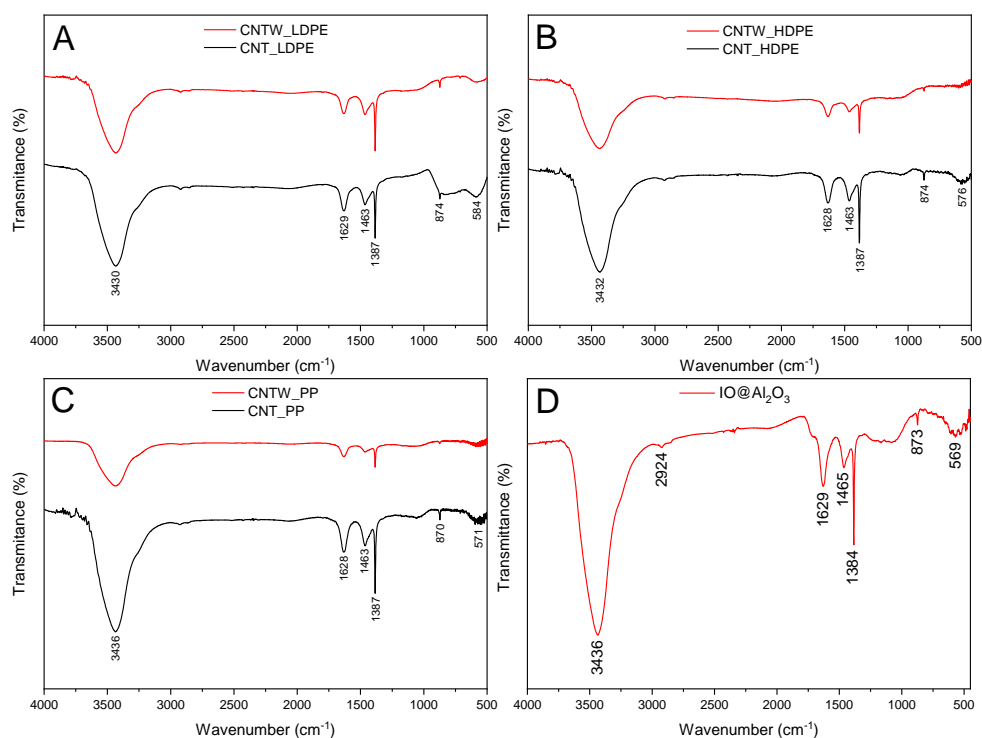 A
CNTW_LDPE
CNT_LDPE
Transmitance (%)
3430
1629
1463
1387
874
584
4000 3500 3000 2500 2000 1500 1000 500
Wavenumber (cm⁻¹)
B
CNTW_HDPE
CNT_HDPE
Transmitance (%)
3432
1628
1463
1387
874
576
4000 3500 3000 2500 2000 1500 1000 500
Wavenumber (cm⁻¹)
C
CNTW_PP
CNT_PP
Transmitance (%)
3436
1628
1463
1387
870
571
4000 3500 3000 2500 2000 1500 1000 500
Wavenumber (cm⁻¹)
D
IO@Al₂O₃
Transmittance (%)
3436
2924
1629
1465
1384
873
569
4000 3500 3000 2500 2000 1500 1000 500
Wavenumber (cm⁻¹)